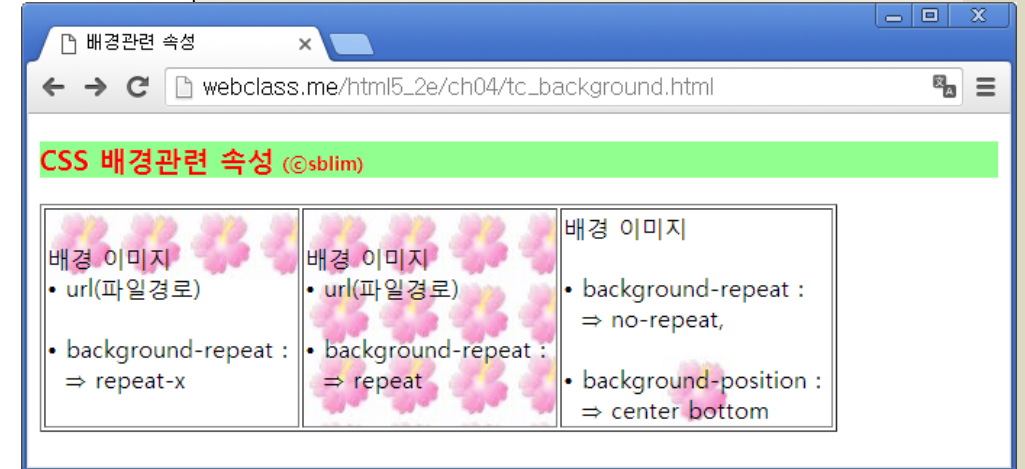 배경관련 속성
webclass.me/html5_2e/ch04/tc_background.html
CSS 배경관련 속성 (©sblim)
배경 이미지
• url(파일경로)
• background-repeat :
⇒ repeat-x
배경 이미지
• url(파일경로)
• background-repeat :
⇒ repeat
배경 이미지
• background-repeat :
⇒ no-repeat,
• background-position :
⇒ center bottom